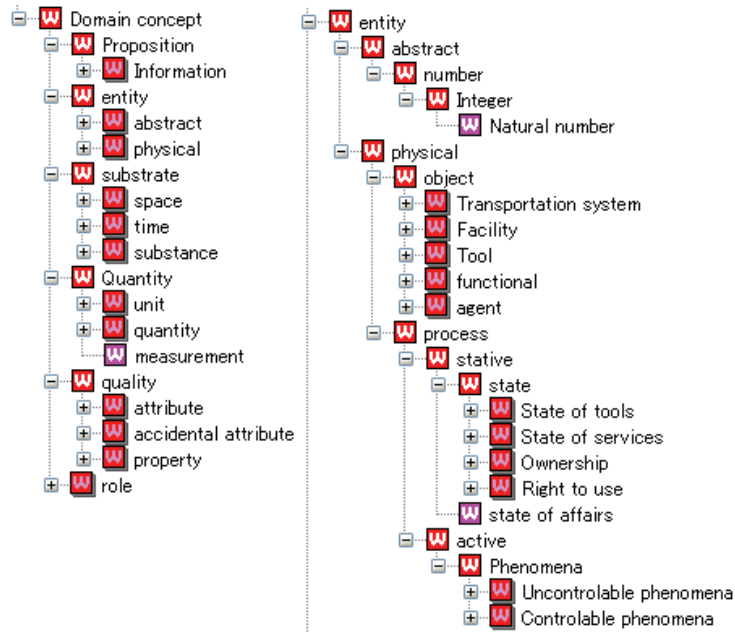 Domain concept
Proposition
Information
entity
abstract
physical
substrate
space
time
substance
Quantity
unit
quantity
measurement
quality
attribute
accidental attribute
property
role
entity
abstract
number
Integer
Natural number
physical
object
Transportation system
Facility
Tool
functional
agent
process
stative
state
State of tools
State of services
Ownership
Right to use
state of affairs
active
Phenomena
Uncontrolable phenomena
Controlable phenomena